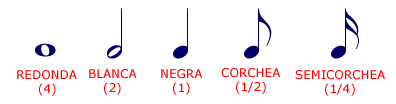 REDONDA BLANCA NEGRA CORCHEA SEMICORCHEA
(4) (2) (1) (1/2) (1/4)